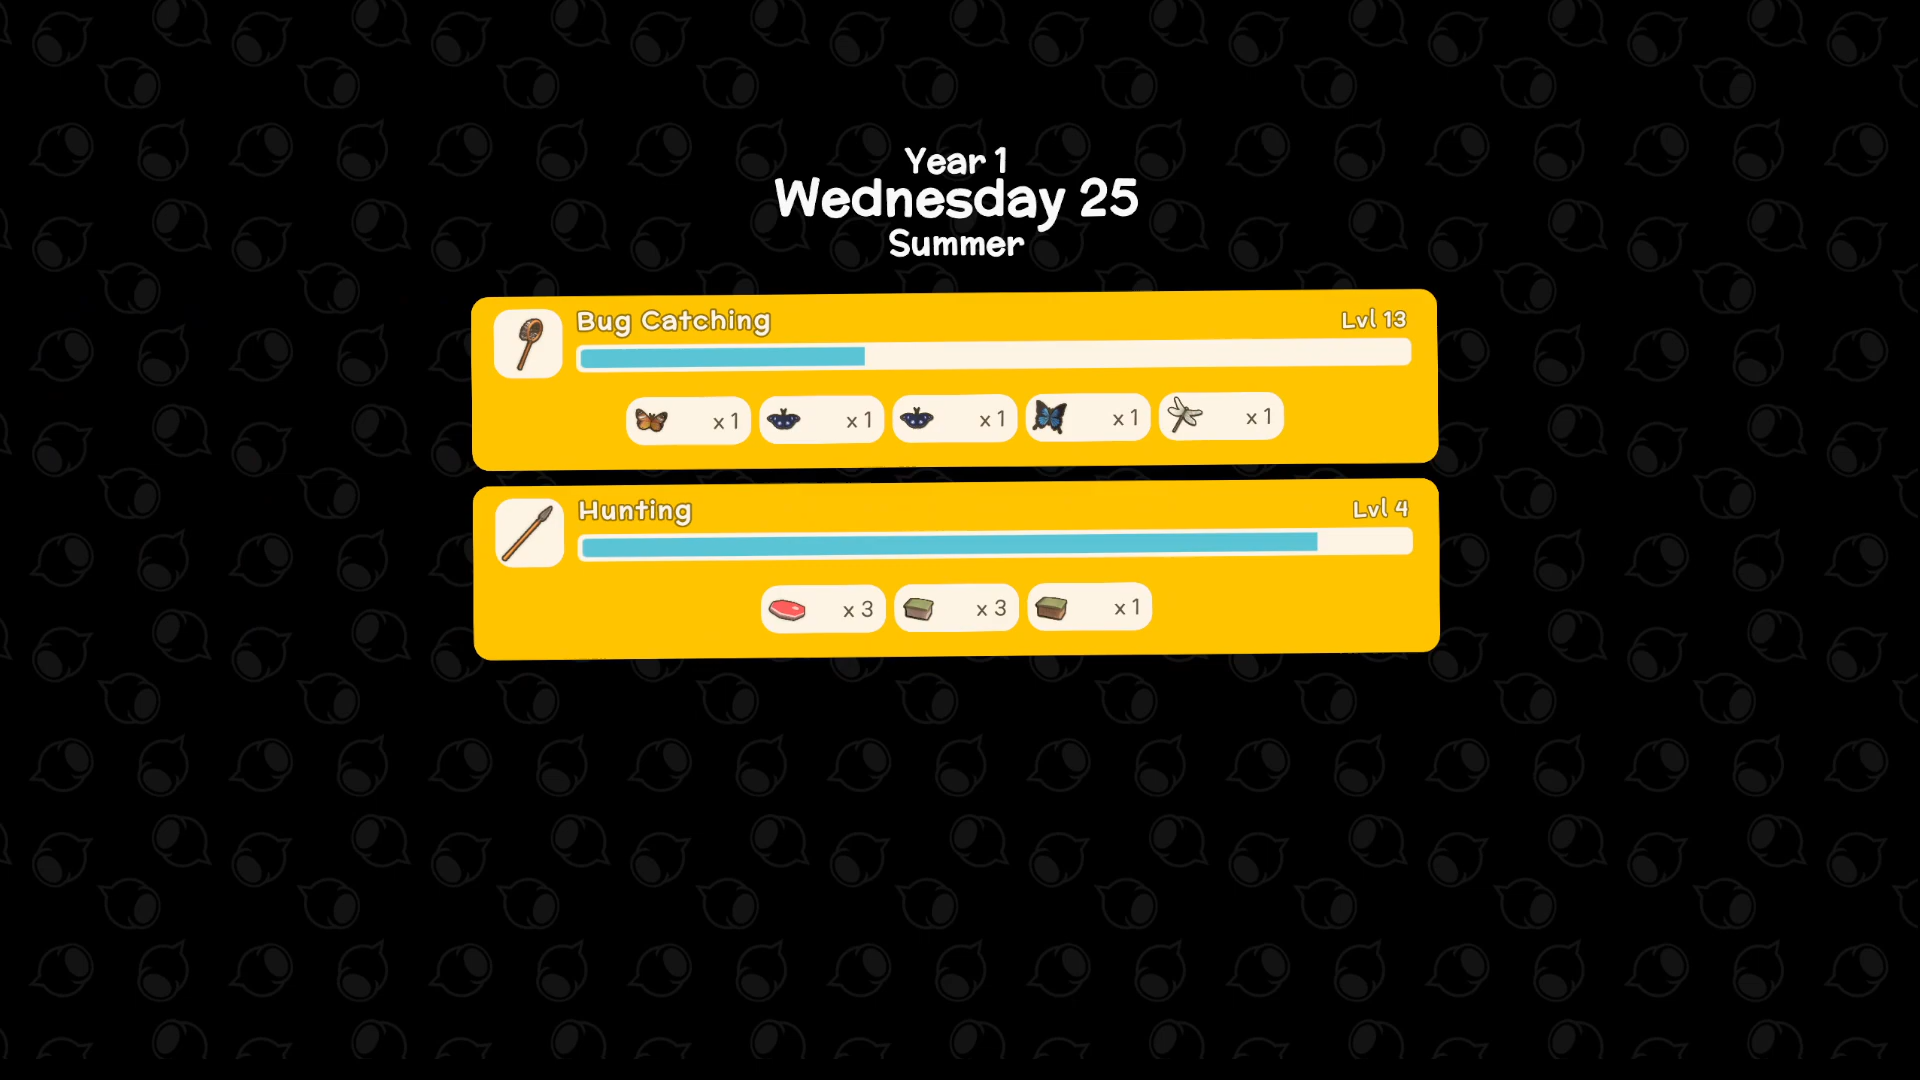 Year 1
Wednesday 25
Summer
Bug Catching
Lvl 13
x 1
x 1
x 1
x 1
x 1
Hunting
Lvl 4
x 3
x 3
x 1